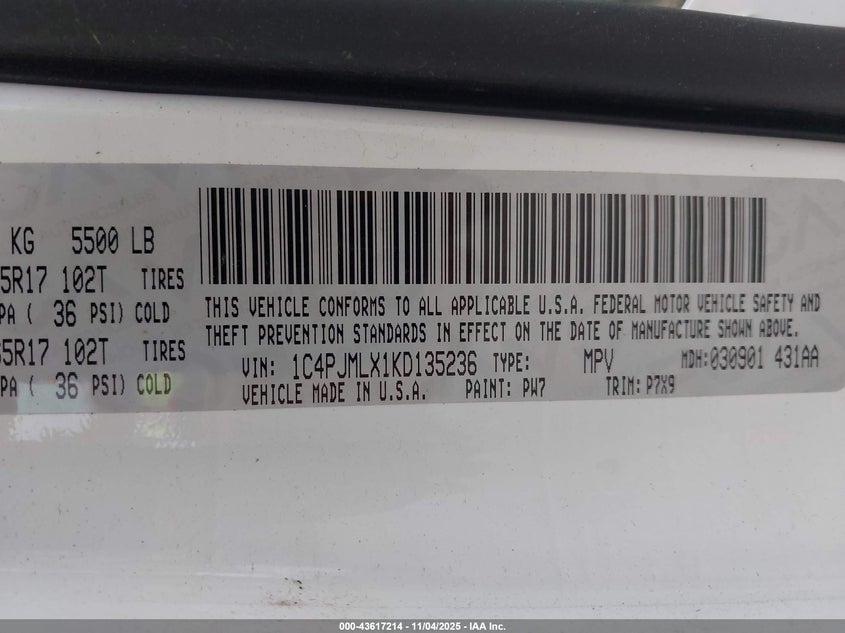 KG 5500 LB
5R17 102T TIRES
PA ( 36 PSI) COLD
5R17 102T TIRES
PA ( 36 PSI) COLD
THIS VEHICLE CONFORMS TO ALL APPLICABLE U.S.A. FEDERAL MOTOR VEHICLE SAFETY AND
THEFT PREVENTION STANDARDS IN EFFECT ON THE DATE OF MANUFACTURE SHOWN ABOVE.
VIN: 1C4PJMLX1KD135236 TYPE: MPV MDH:030901 431AA
VEHICLE MADE IN U.S.A. PAINT: PW7 TRIM: P7X9
000-43617214 - 11/04/2025 - IAA Inc.